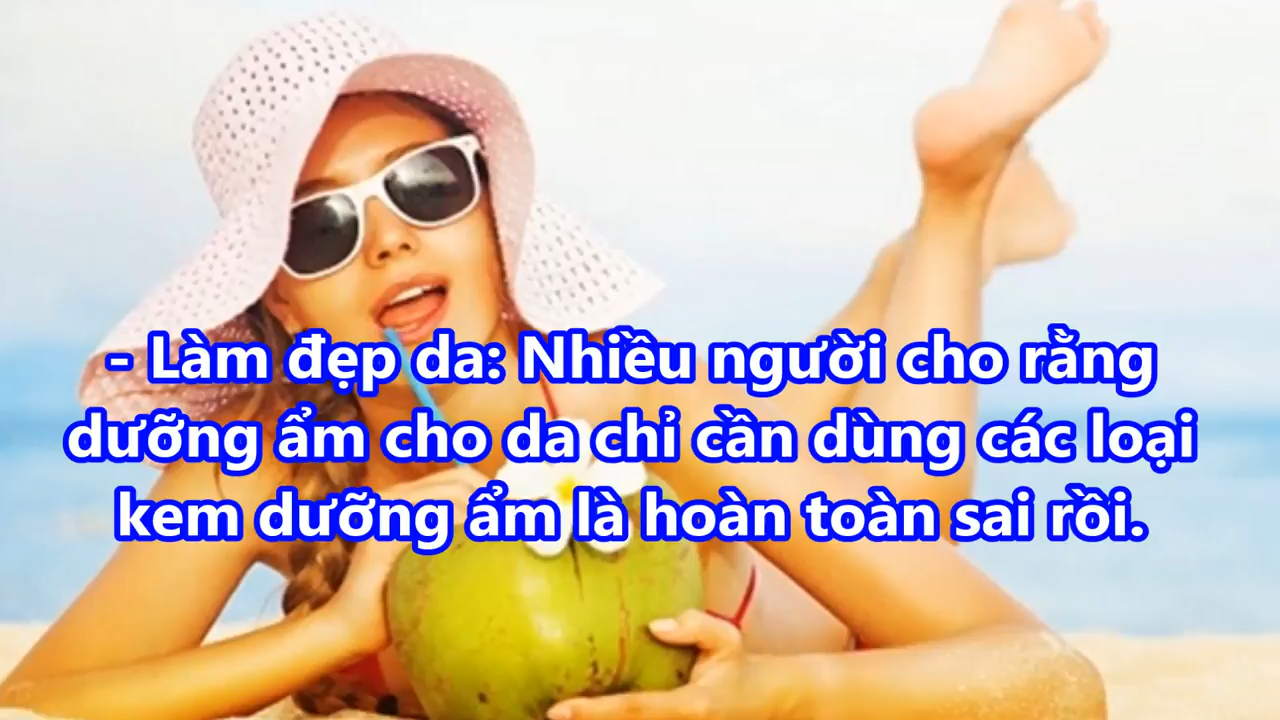 - Làm đẹp da: Nhiều người cho rằng
dưỡng ẩm cho da chỉ cần dùng các loại
kem dưỡng ẩm là hoàn toàn sai rồi.